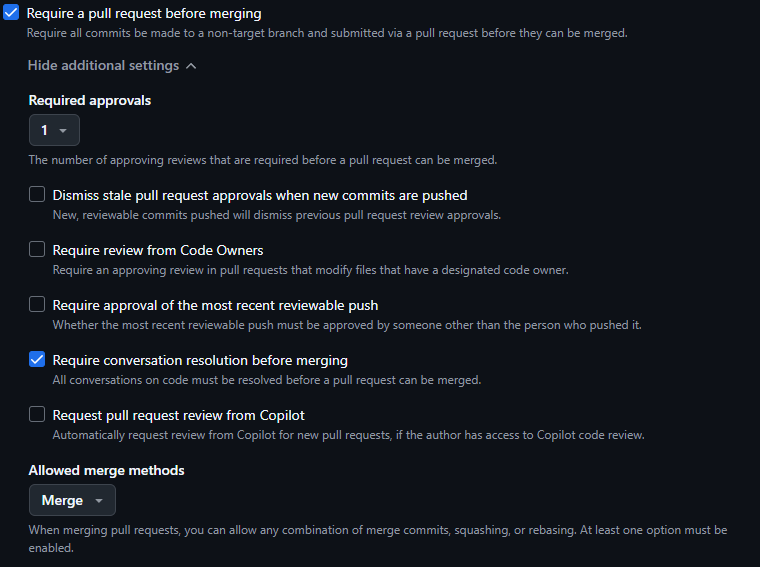 Require a pull request before merging
Require all commits be made to a non-target branch and submitted via a pull request before they can be merged.
Hide additional settings
Required approvals
1
The number of approving reviews that are required before a pull request can be merged.
Dismiss stale pull request approvals when new commits are pushed
New, reviewable commits pushed will dismiss previous pull request review approvals.
Require review from Code Owners
Require an approving review in pull requests that modify files that have a designated code owner.
Require approval of the most recent reviewable push
Whether the most recent reviewable push must be approved by someone other than the person who pushed it.
Require conversation resolution before merging
All conversations on code must be resolved before a pull request can be merged.
Request pull request review from Copilot
Automatically request review from Copilot for new pull requests, if the author has access to Copilot code review.
Allowed merge methods
Merge
When merging pull requests, you can allow any combination of merge commits, squashing, or rebasing. At least one option must be
enabled.